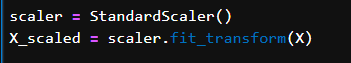 scaler = StandardScaler()
X_scaled = scaler.fit_transform(X)